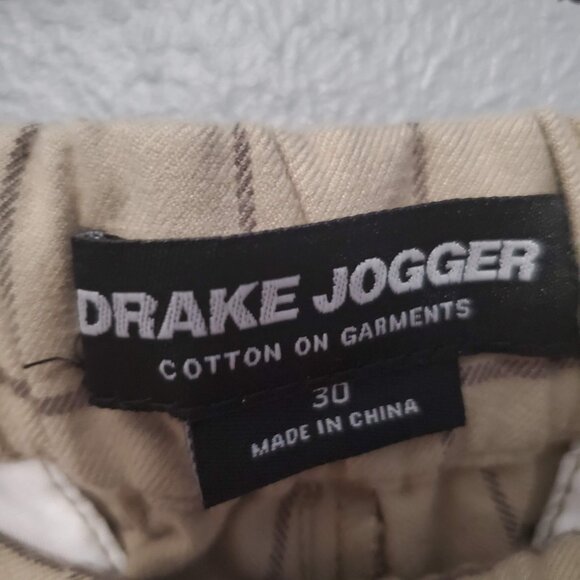 DRAKE JOGGER
COTTON ON GARMENTS
30
MADE IN CHINA